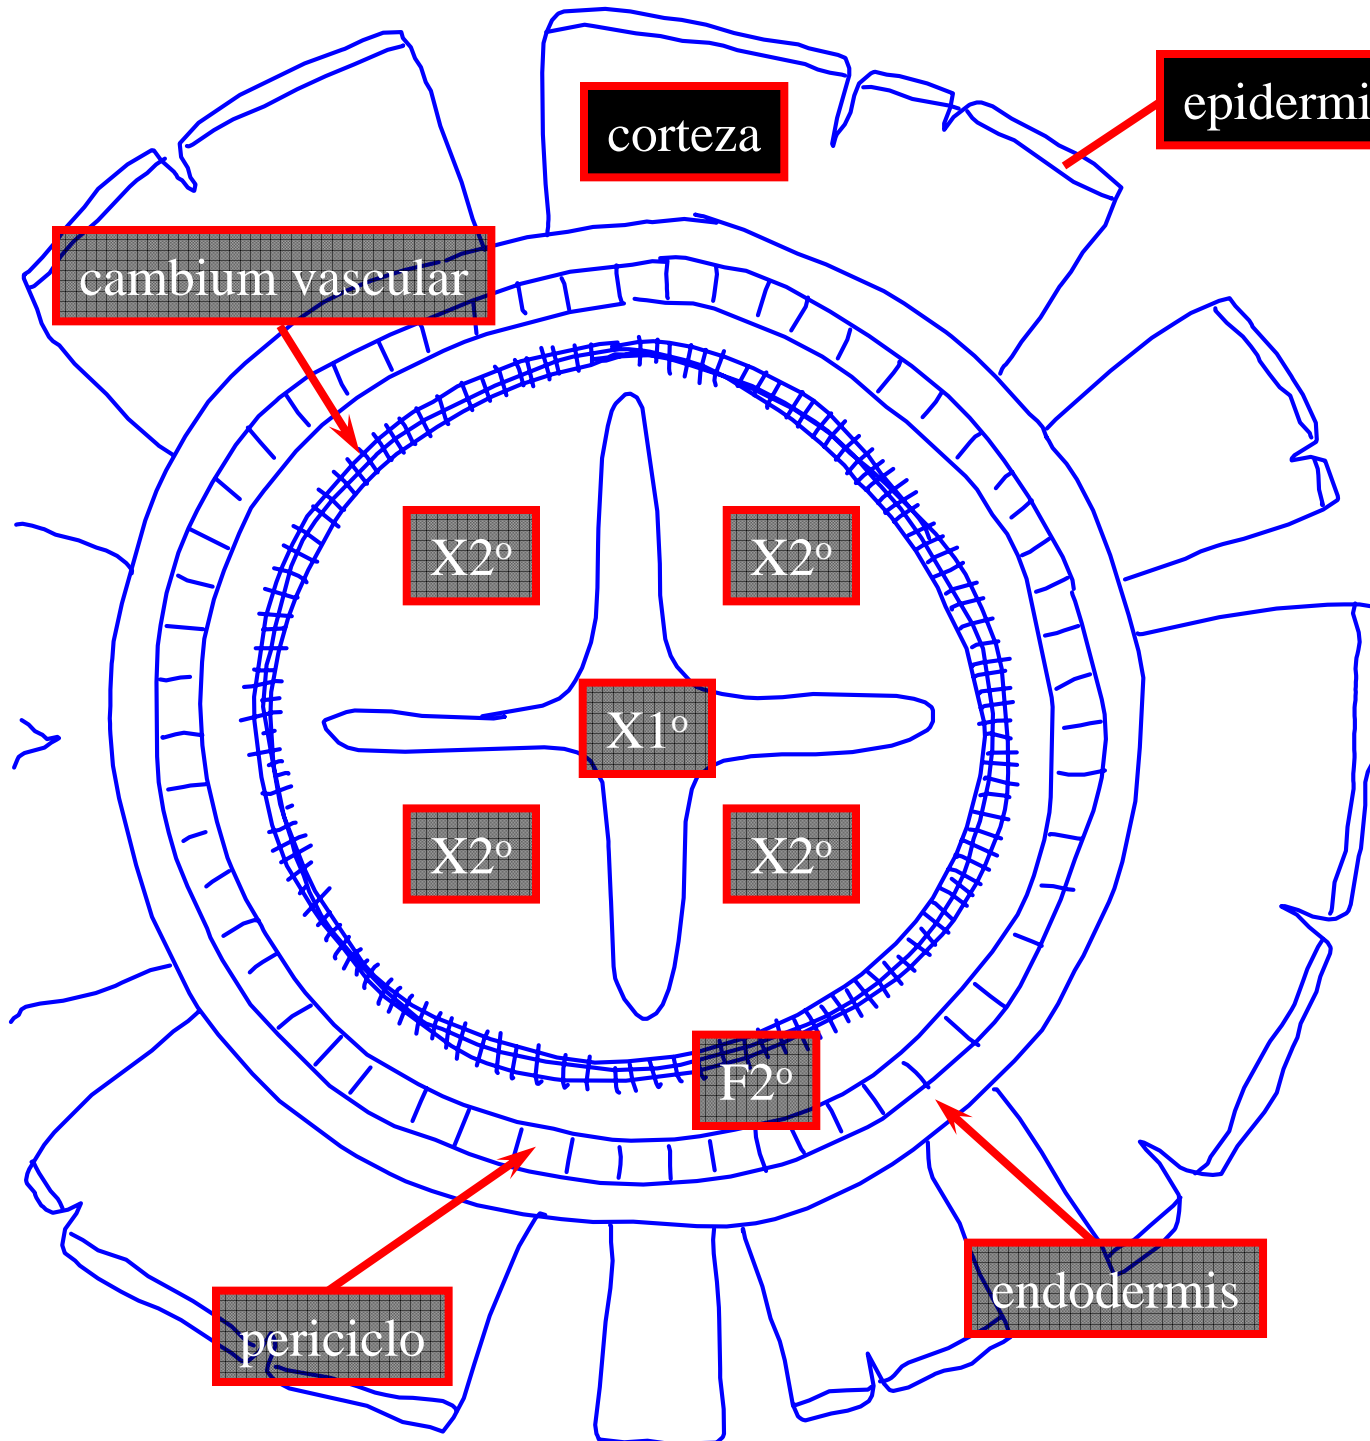 corteza
epidermi
cambium vascular
X2º
X2º
X1º
X2º
X2º
F2º
endodermis
periciclo